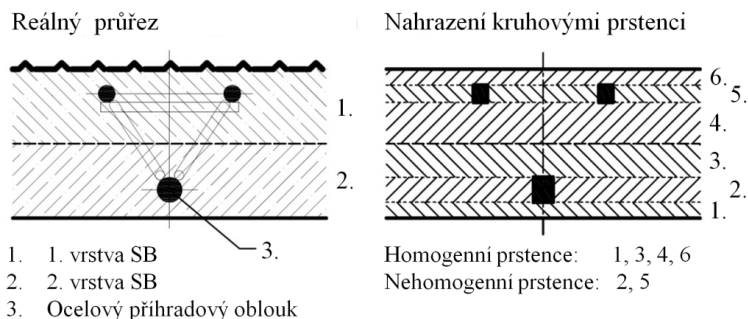 Reálný průřez
1.
2.
3.
1. 1. vrstva SB
2. 2. vrstva SB
3. Ocelový příhradový oblouk
Nahrazení kruhovými prstenci
6.
5.
4.
3.
2.
1.
Homogenní prstence: 1, 3, 4, 6
Nehomogenní prstence: 2, 5